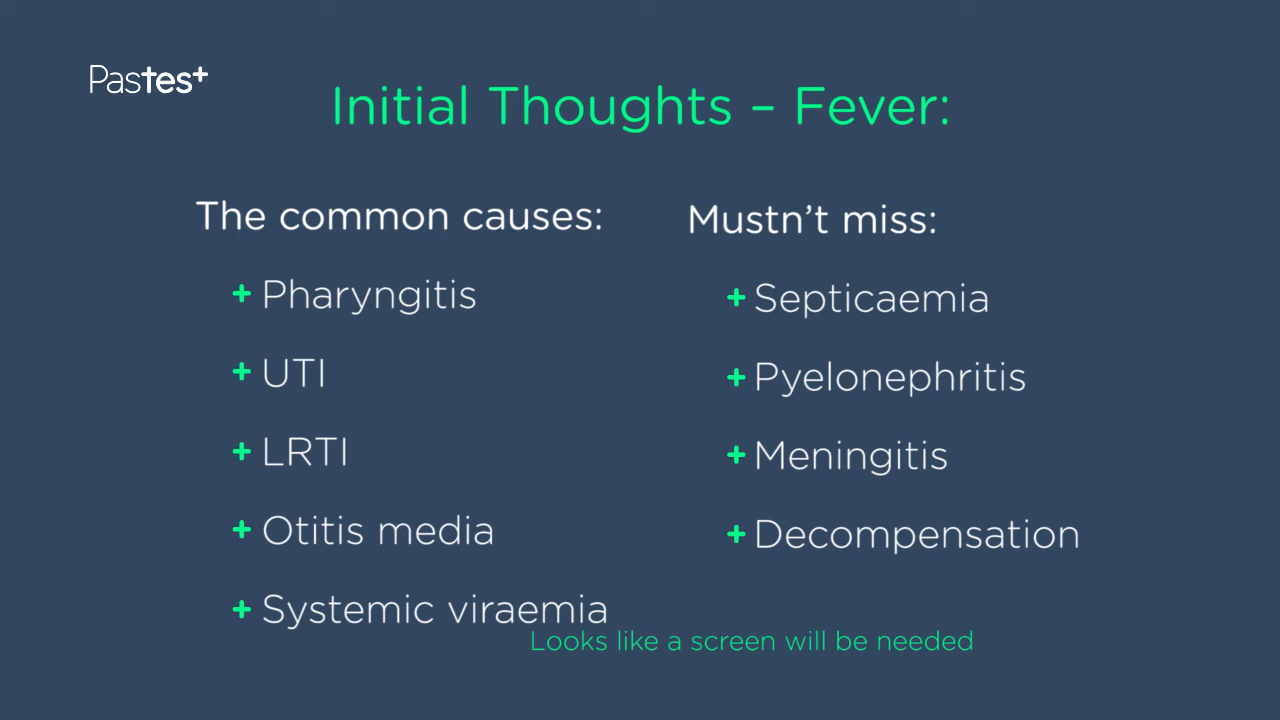 Pastes+
Initial Thoughts – Fever:
The common causes:
+ Pharyngitis
+ UTI
+ LRTI
+ Otitis media
+ Systemic viraemia
Mustn’t miss:
+ Septicaemia
+ Pyelonephritis
+ Meningitis
+ Decompensation
Looks like a screen will be needed